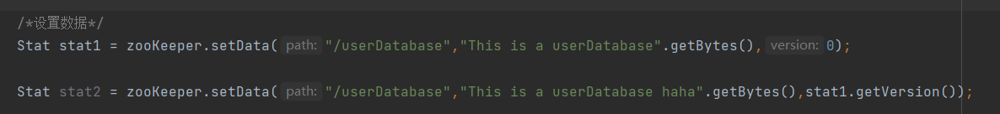 /*设置数据*/
Stat stat1 = zooKeeper.setData( path: "/userDatabase","This is a userDatabase".getBytes(), version: 0);
Stat stat2 = zooKeeper.setData( path: "/userDatabase","This is a userDatabase haha".getBytes(),stat1.getVersion());